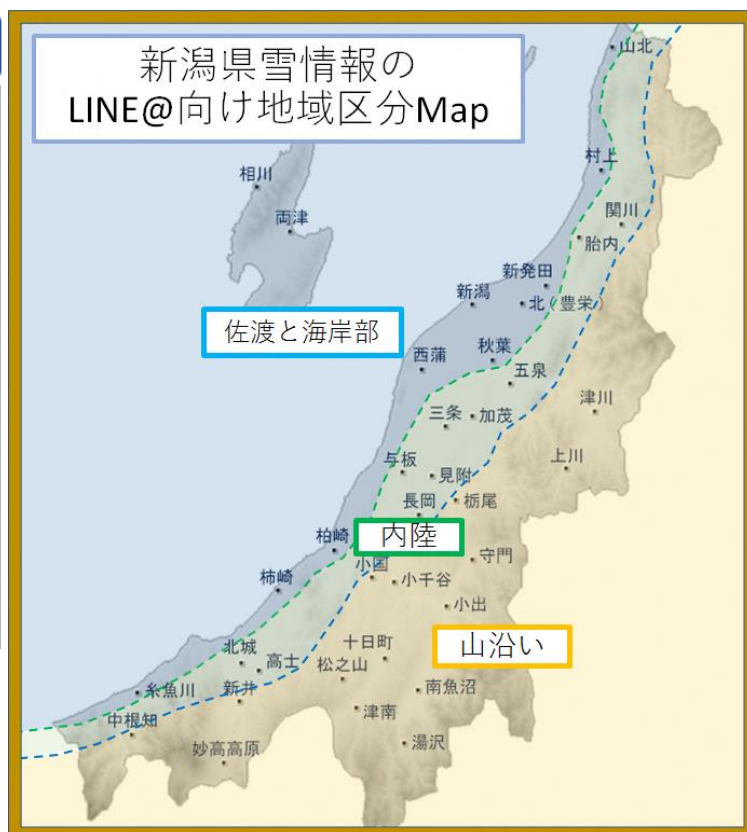 新潟県雪情報の
LINE@向け地域区分Map
山北
村上
相川
関川
両津
胎内
新発田
新潟
北(豊栄)
佐渡と海岸部
秋葉
西蒲
五泉
津川
三条
加茂
与板
見附
上川
長岡
栃尾
柏崎
内陸
守門
小国
小千谷
柿崎
小出
北城
十日町
山沿い
高士
松之山
糸魚川
新井
南魚沼
中根知
津南
妙高高原
湯沢